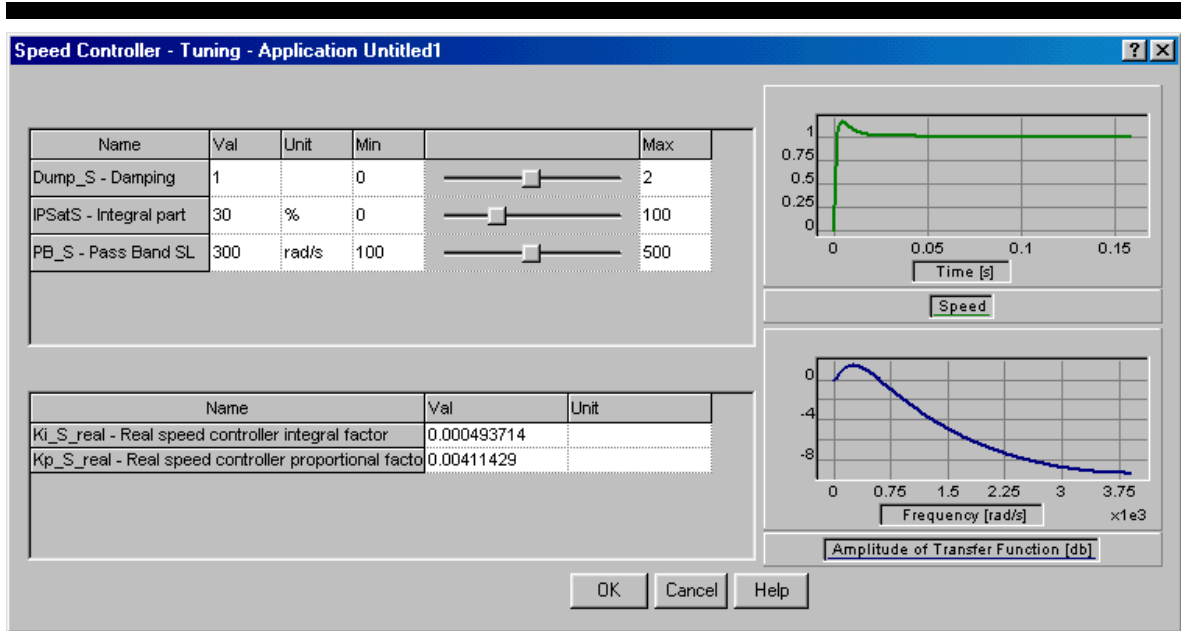 Speed Controller - Tuning - Application Untitled1
Name Val Unit Min Max
Dump_S - Damping 1 0 2
IPSatS - Integral part 30 % 0 100
PB_S - Pass Band SL 300 rad/s 100 500
1
0.75
0.5
0.25
0
0 0.05 0.1 0.15
Time [s]
Speed
Name Val Unit
Ki_S_real - Real speed controller integral factor 0.000493714
Kp_S_real - Real speed controller proportional facto 0.00411429
0
-4
-8
0 0.75 1.5 2.25 3 3.75
Frequency [rad/s] ×1e3
Amplitude of Transfer Function [db]
OK Cancel Help